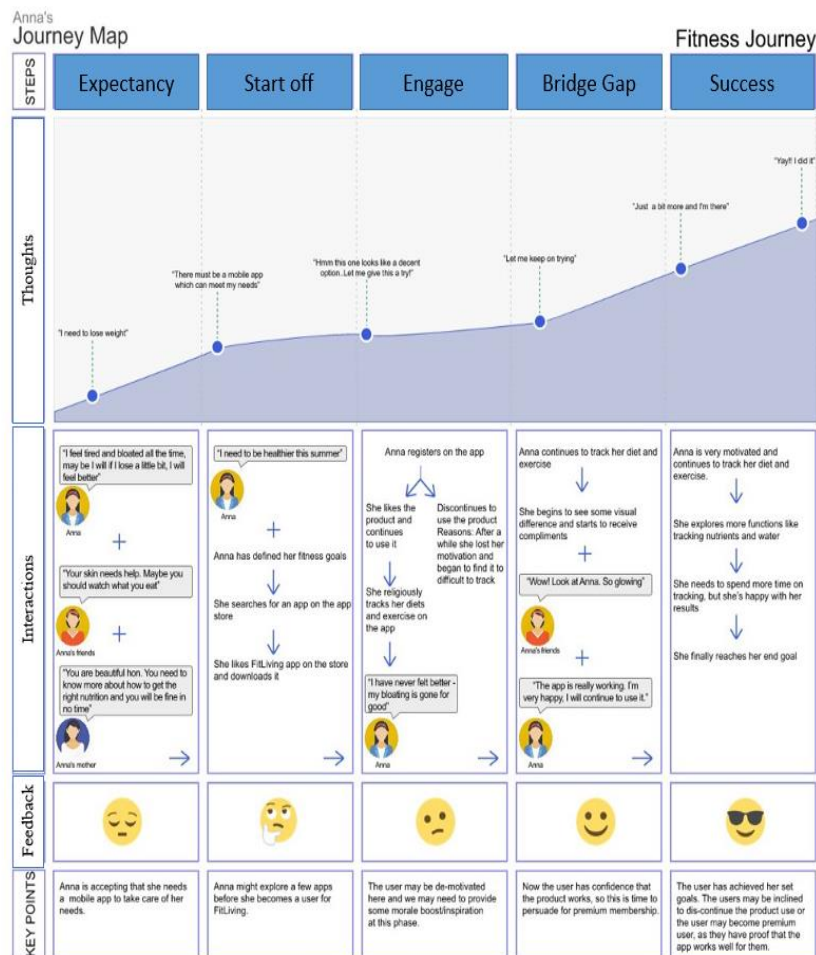 Anna's
Journey Map
Fitness Journey
STEPS
Expectancy
Start off
Engage
Bridge Gap
Success
Thoughts
"I need to lose weight"
"There must be a mobile app
which can meet my needs"
"Hmm this one looks like a decent
option..Let me give this a try!"
"Let me keep on trying"
"Just a bit more and I'm there"
"Yay!! I did it"
Interactions
"I feel tired and bloated all the time,
may be I will if I lose a little bit, I will
feel better"
Anna
+
"Your skin needs help. Maybe you
should watch what you eat"
Anna's friends
+
"You are beautiful hon. You need to
know more about how to get the
right nutrition and you will be fine in
no time"
Anna's mother
"I need to be healthier this summer"
Anna
+
Anna has defined her fitness goals
She searches for an app on the app
store
She likes FitLiving app on the store
and downloads it
Anna registers on the app
She likes the
product and
continues
to use it
She religiously
tracks her diets
and exercise on
the app
"I have never felt better -
my bloating is gone for
good"
Anna
Discontinues to
use the product
Reasons: After a
while she lost her
motivation and
began to find it to
difficult to track
Anna continues to track her diet and
exercise
She begins to see some visual
difference and starts to receive
compliments
+
"Wow! Look at Anna. So glowing"
Anna's friends
+
"The app is really working. I'm
very happy, I will continue to use it."
Anna
Anna is very motivated and
continues to track her diet and
exercise.
She explores more functions like
tracking nutrients and water
She needs to spend more time on
tracking, but she's happy with her
results
She finally reaches her end goal
Feedback
KEY POINTS
Anna is accepting that she needs
a mobile app to take care of her
needs.
Anna might explore a few apps
before she becomes a user for
FitLiving.
The user may be de-motivated
here and we may need to provide
some morale boost/inspiration
at this phase.
Now the user has confidence that
the product works, so this is time to
persuade for premium membership.
The user has achieved her set
goals. The users may be inclined
to dis-continue the product use or
the user may become premium
user, as they have proof that the
app works well for them.